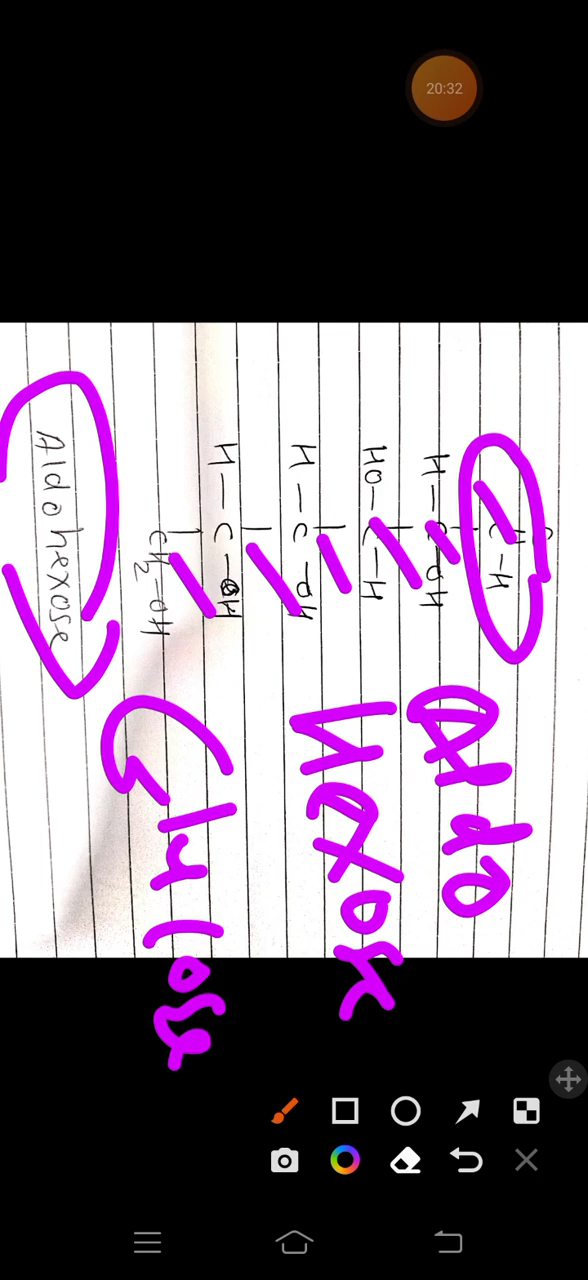 20:32
O
C-H
H-C-OH
HO-C-H
H-C-OH
H-C-OH
CH2-OH
Aldohexose
Aldo
Hexose
Glucose